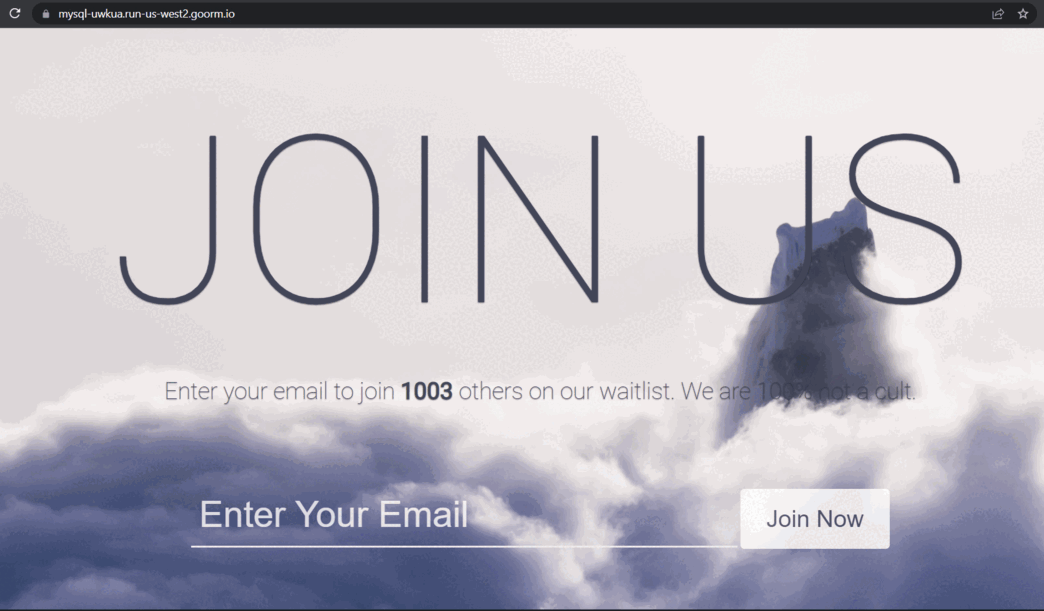 mysql-uwkua.run-us-west2.goorm.io
JOIN US
Enter your email to join 1003 others on our waitlist. We are 100% not a cult.
Enter Your Email
Join Now